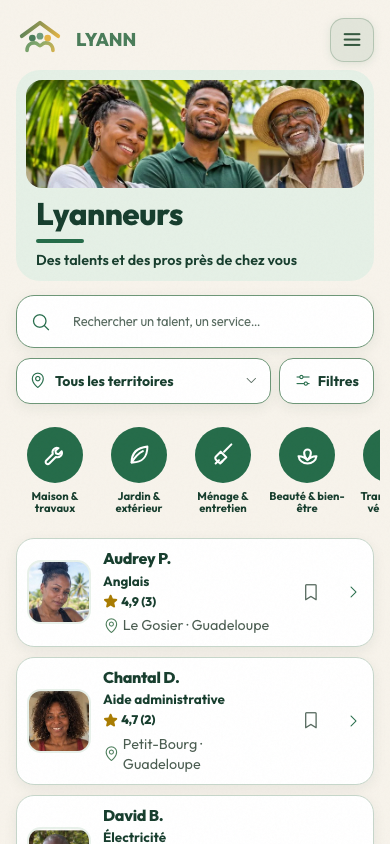 LYANN
Lyanneurs
Des talents et des pros près de chez vous
Rechercher un talent, un service...
Tous les territoires
Filtres
Maison &
travaux
Jardin &
extérieur
Ménage &
entretien
Beauté & bien-
être
Audrey P.
Anglais
4,9 (3)
Le Gosier · Guadeloupe
Chantal D.
Aide administrative
4,7 (2)
Petit-Bourg ·
Guadeloupe
David B.
Électricité